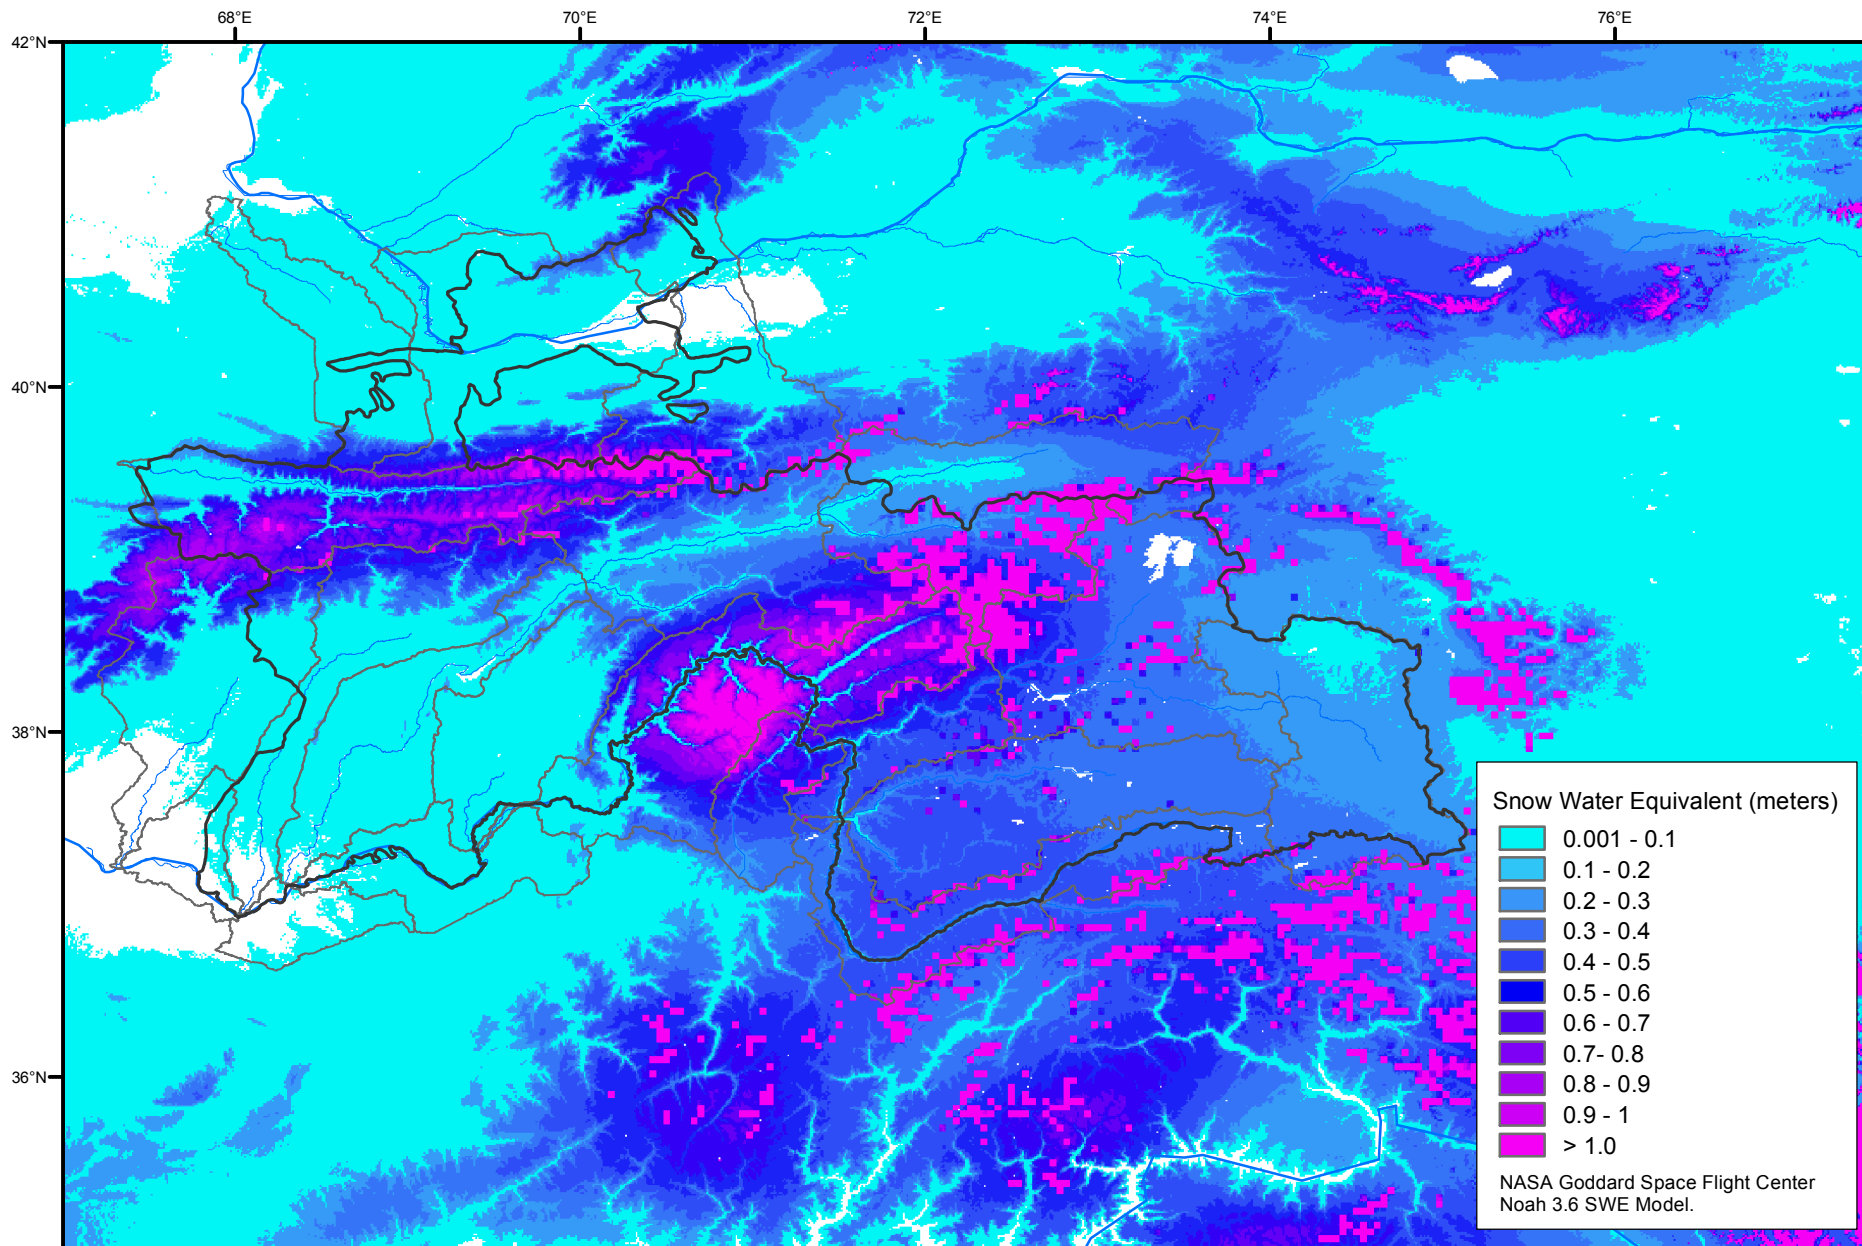 68°E
70°E
72°E
74°E
76°E
42°N
40°N
38°N
36°N
Snow Water Equivalent (meters)
0.001 - 0.1
0.1 - 0.2
0.2 - 0.3
0.3 - 0.4
0.4 - 0.5
0.5 - 0.6
0.6 - 0.7
0.7- 0.8
0.8 - 0.9
0.9 - 1
> 1.0
NASA Goddard Space Flight Center
Noah 3.6 SWE Model.